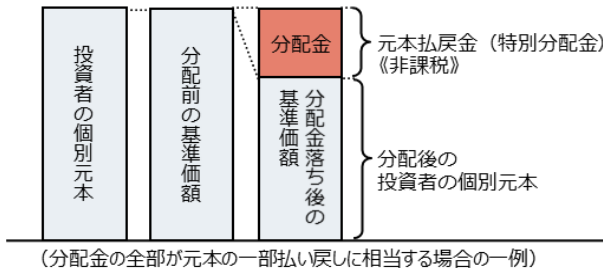 投資者の個別元本
分配前の基準価額
分配金
分配金落ち後の
基準価額
元本払戻金（特別分配金）
《非課税》
分配後の
投資者の個別元本
（分配金の全部が元本の一部払い戻しに相当する場合の一例）